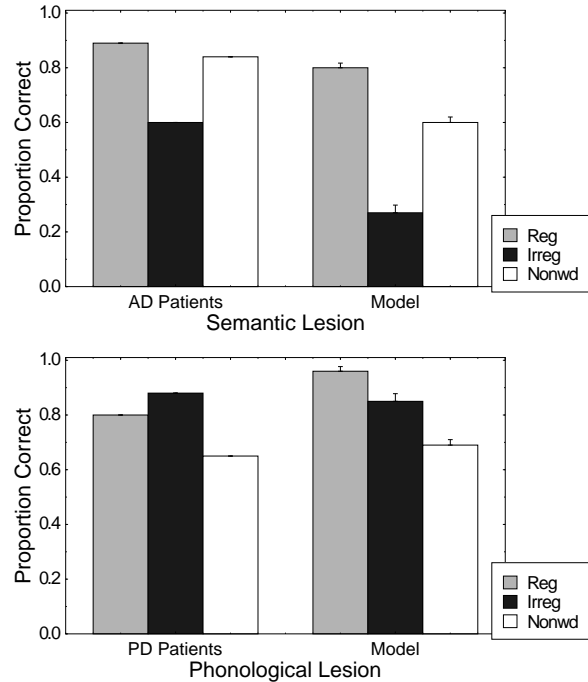 1.0
0.8
Proportion Correct
0.6
0.4
Reg
0.2
Irreg
Nonwd
0.0
AD Patients Model
Semantic Lesion
1.0
0.8
Proportion Correct
0.6
0.4
0.2
Reg
Irreg
Nonwd
0.0
PD Patients Model
Phonological Lesion